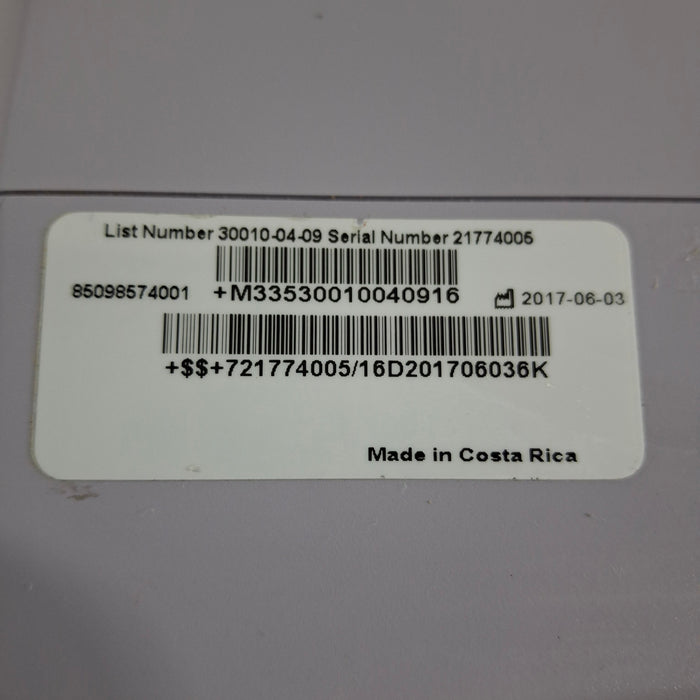 List Number 30010-04-09 Serial Number 21774005
85098574001 +M33530010040916 2017-06-03
+$$+721774005/16D201706036K
Made in Costa Rica